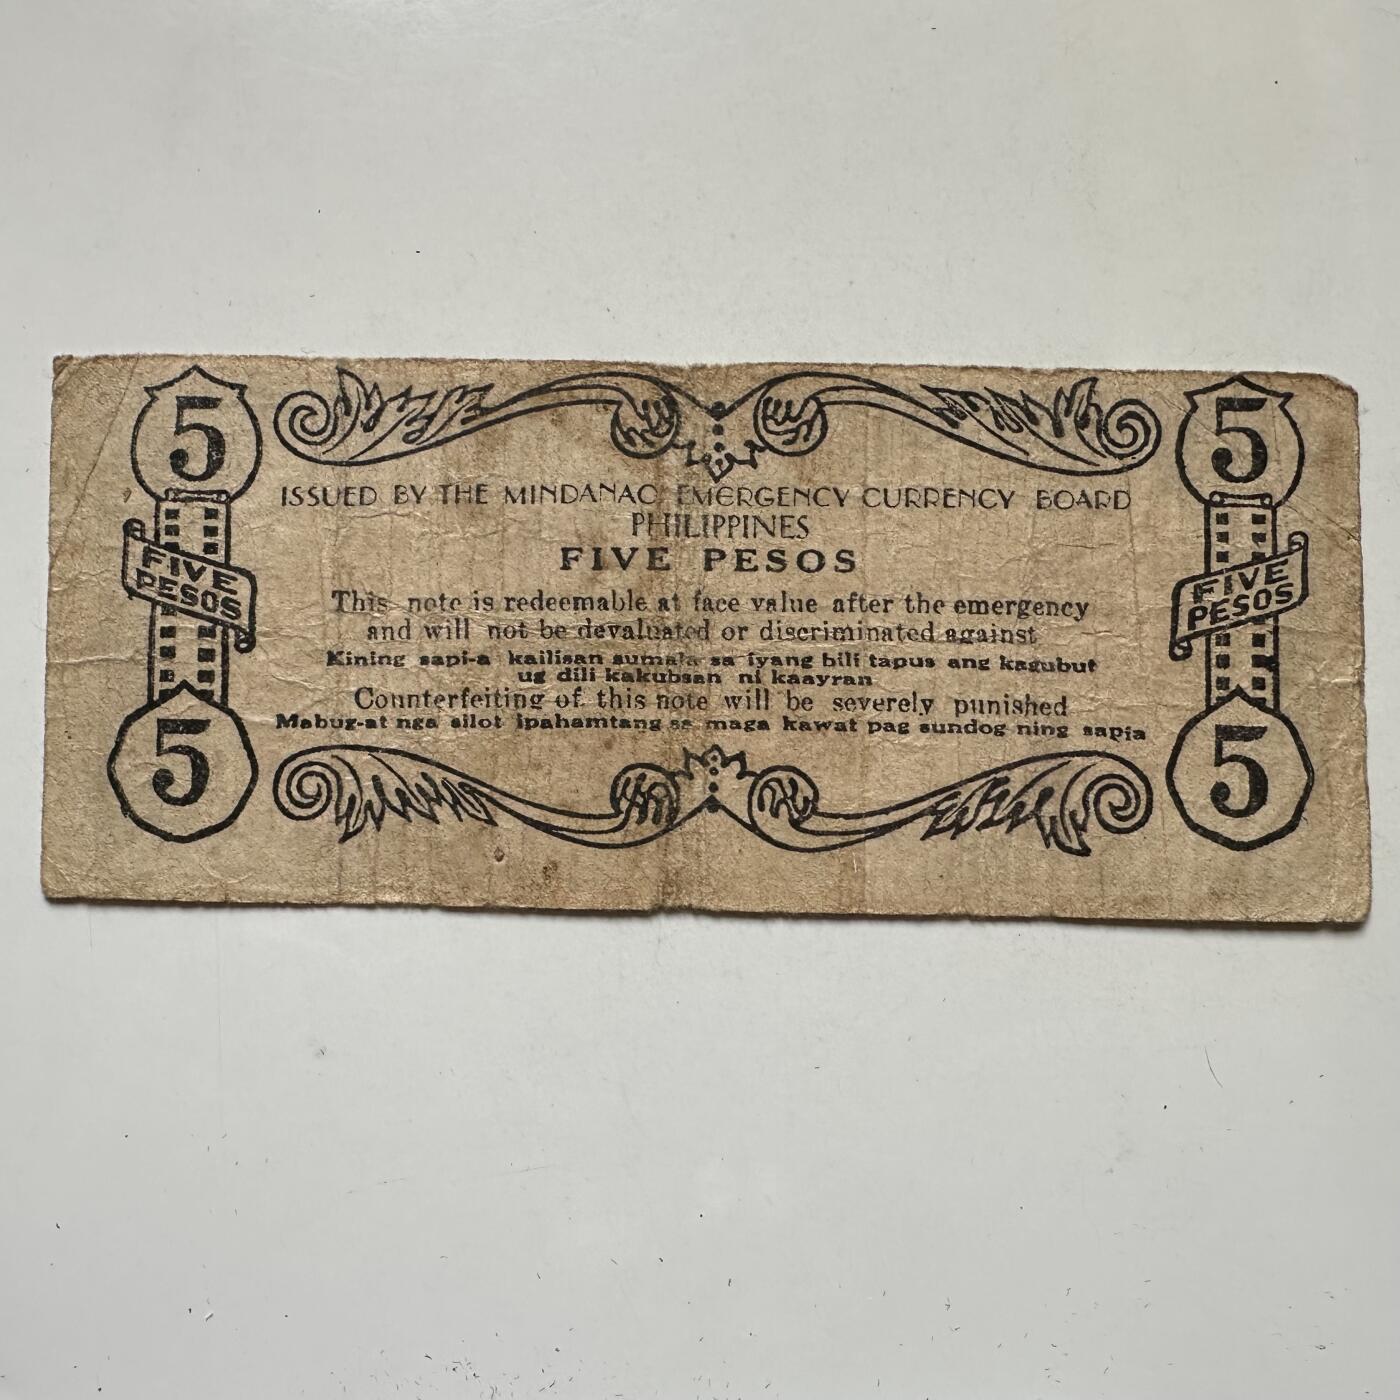 5
5
ISSUED BY THE MINDANAO EMERGENCY CURRENCY BOARD
PHILIPPINES
FIVE PESOS
FIVE
PESOS
FIVE
PESOS
This note is redeemable at face value after the emergency
and will not be devaluated or discriminated against
Kining sapi-a kailisan sumala sa iyang bili tapus ang kagubut
ug dili kakubsan ni kaayran
Counterfeiting of this note will be severely punished
Mabug-at nga silot ipahamtang sa maga kawat pag sundog ning sapia
5
5